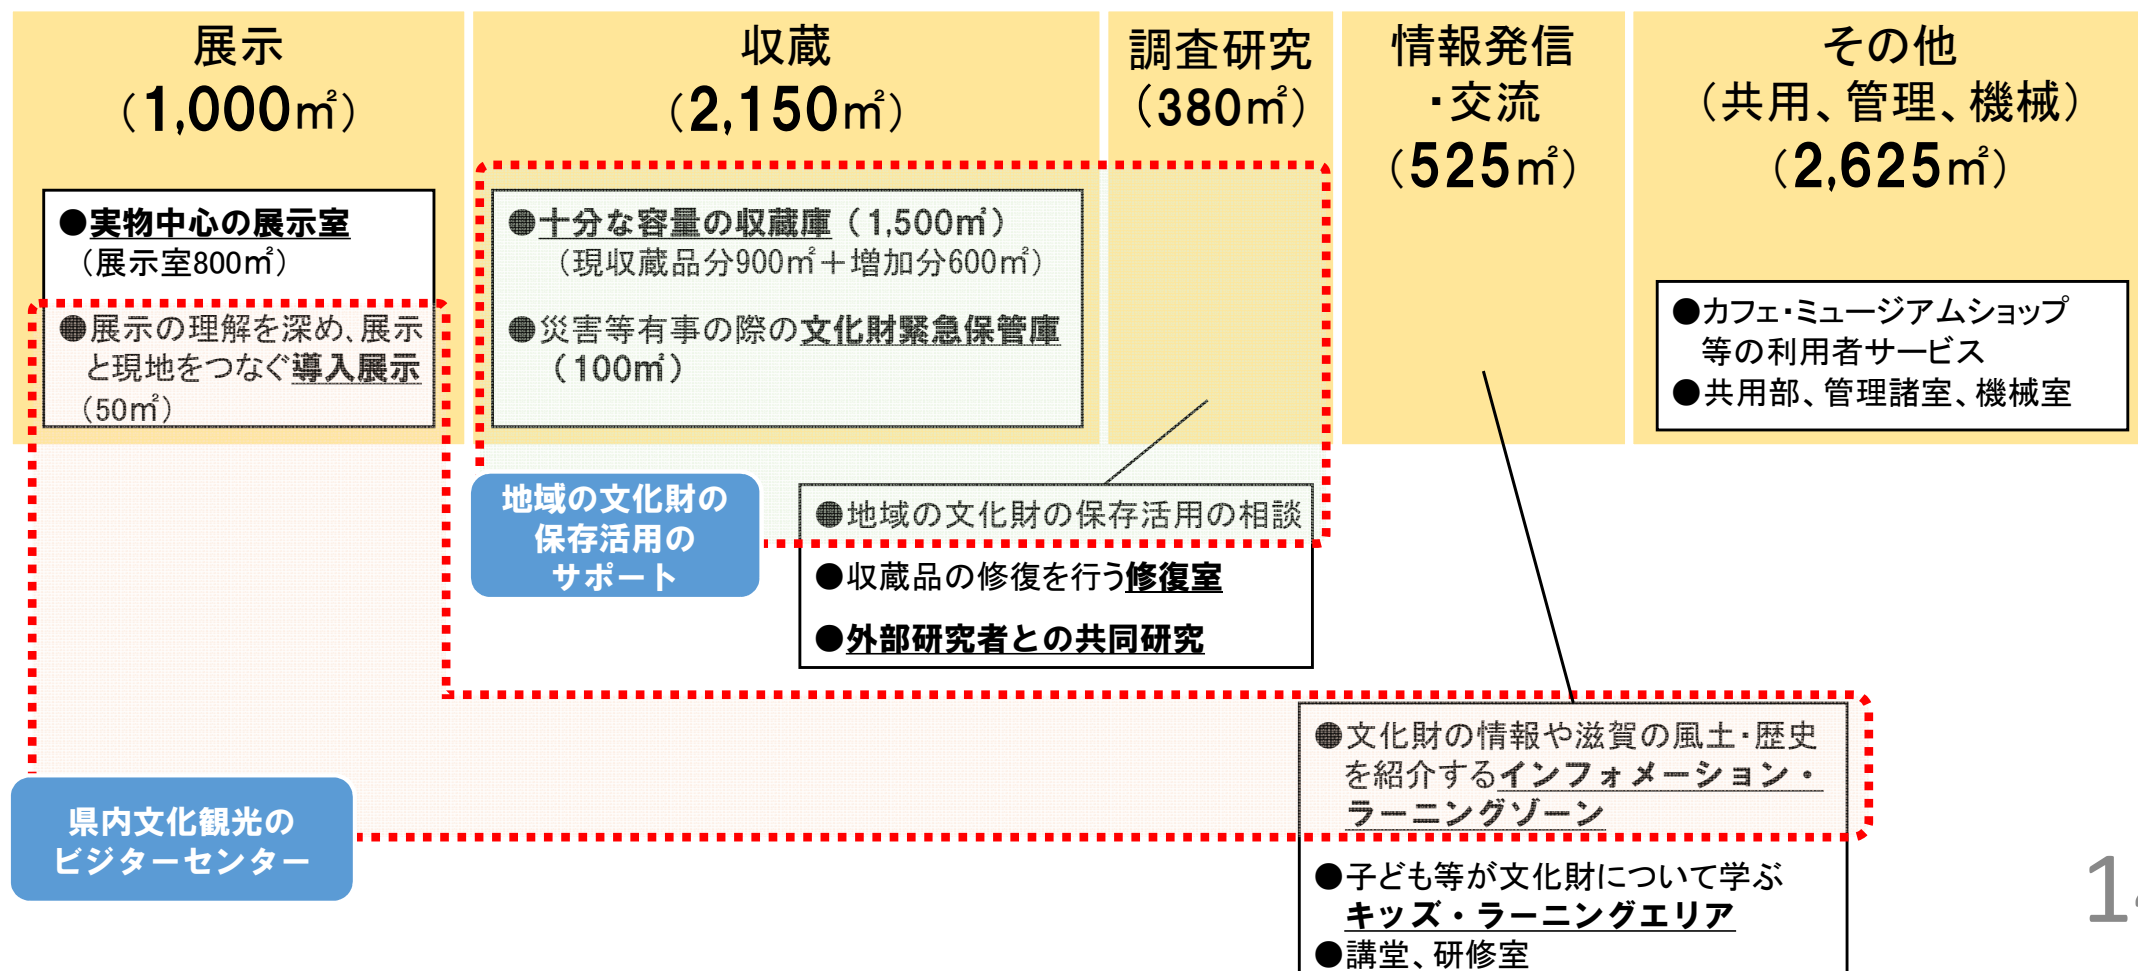 展示
（1,000㎡）
収蔵
（2,150㎡）
調査研究
（380㎡）
情報発信
・交流
（525㎡）
その他
（共用、管理、機械）
（2,625㎡）
●実物中心の展示室
（展示室800㎡）
●展示の理解を深め、展示
と現地をつなぐ導入展示
（50㎡）
●十分な容量の収蔵庫（1,500㎡）
（現収蔵品分900㎡＋増加分600㎡）
●災害等有事の際の文化財緊急保管庫
（100㎡）
●カフェ・ミュージアムショップ
等の利用者サービス
●共用部、管理諸室、機械室
地域の文化財の
保存活用の
サポート
●地域の文化財の保存活用の相談
●収蔵品の修復を行う修復室
●外部研究者との共同研究
●文化財の情報や滋賀の風土・歴史
を紹介するインフォメーション・
ラーニングゾーン
●子ども等が文化財について学ぶ
キッズ・ラーニングエリア
●講堂、研修室
県内文化観光の
ビジターセンター